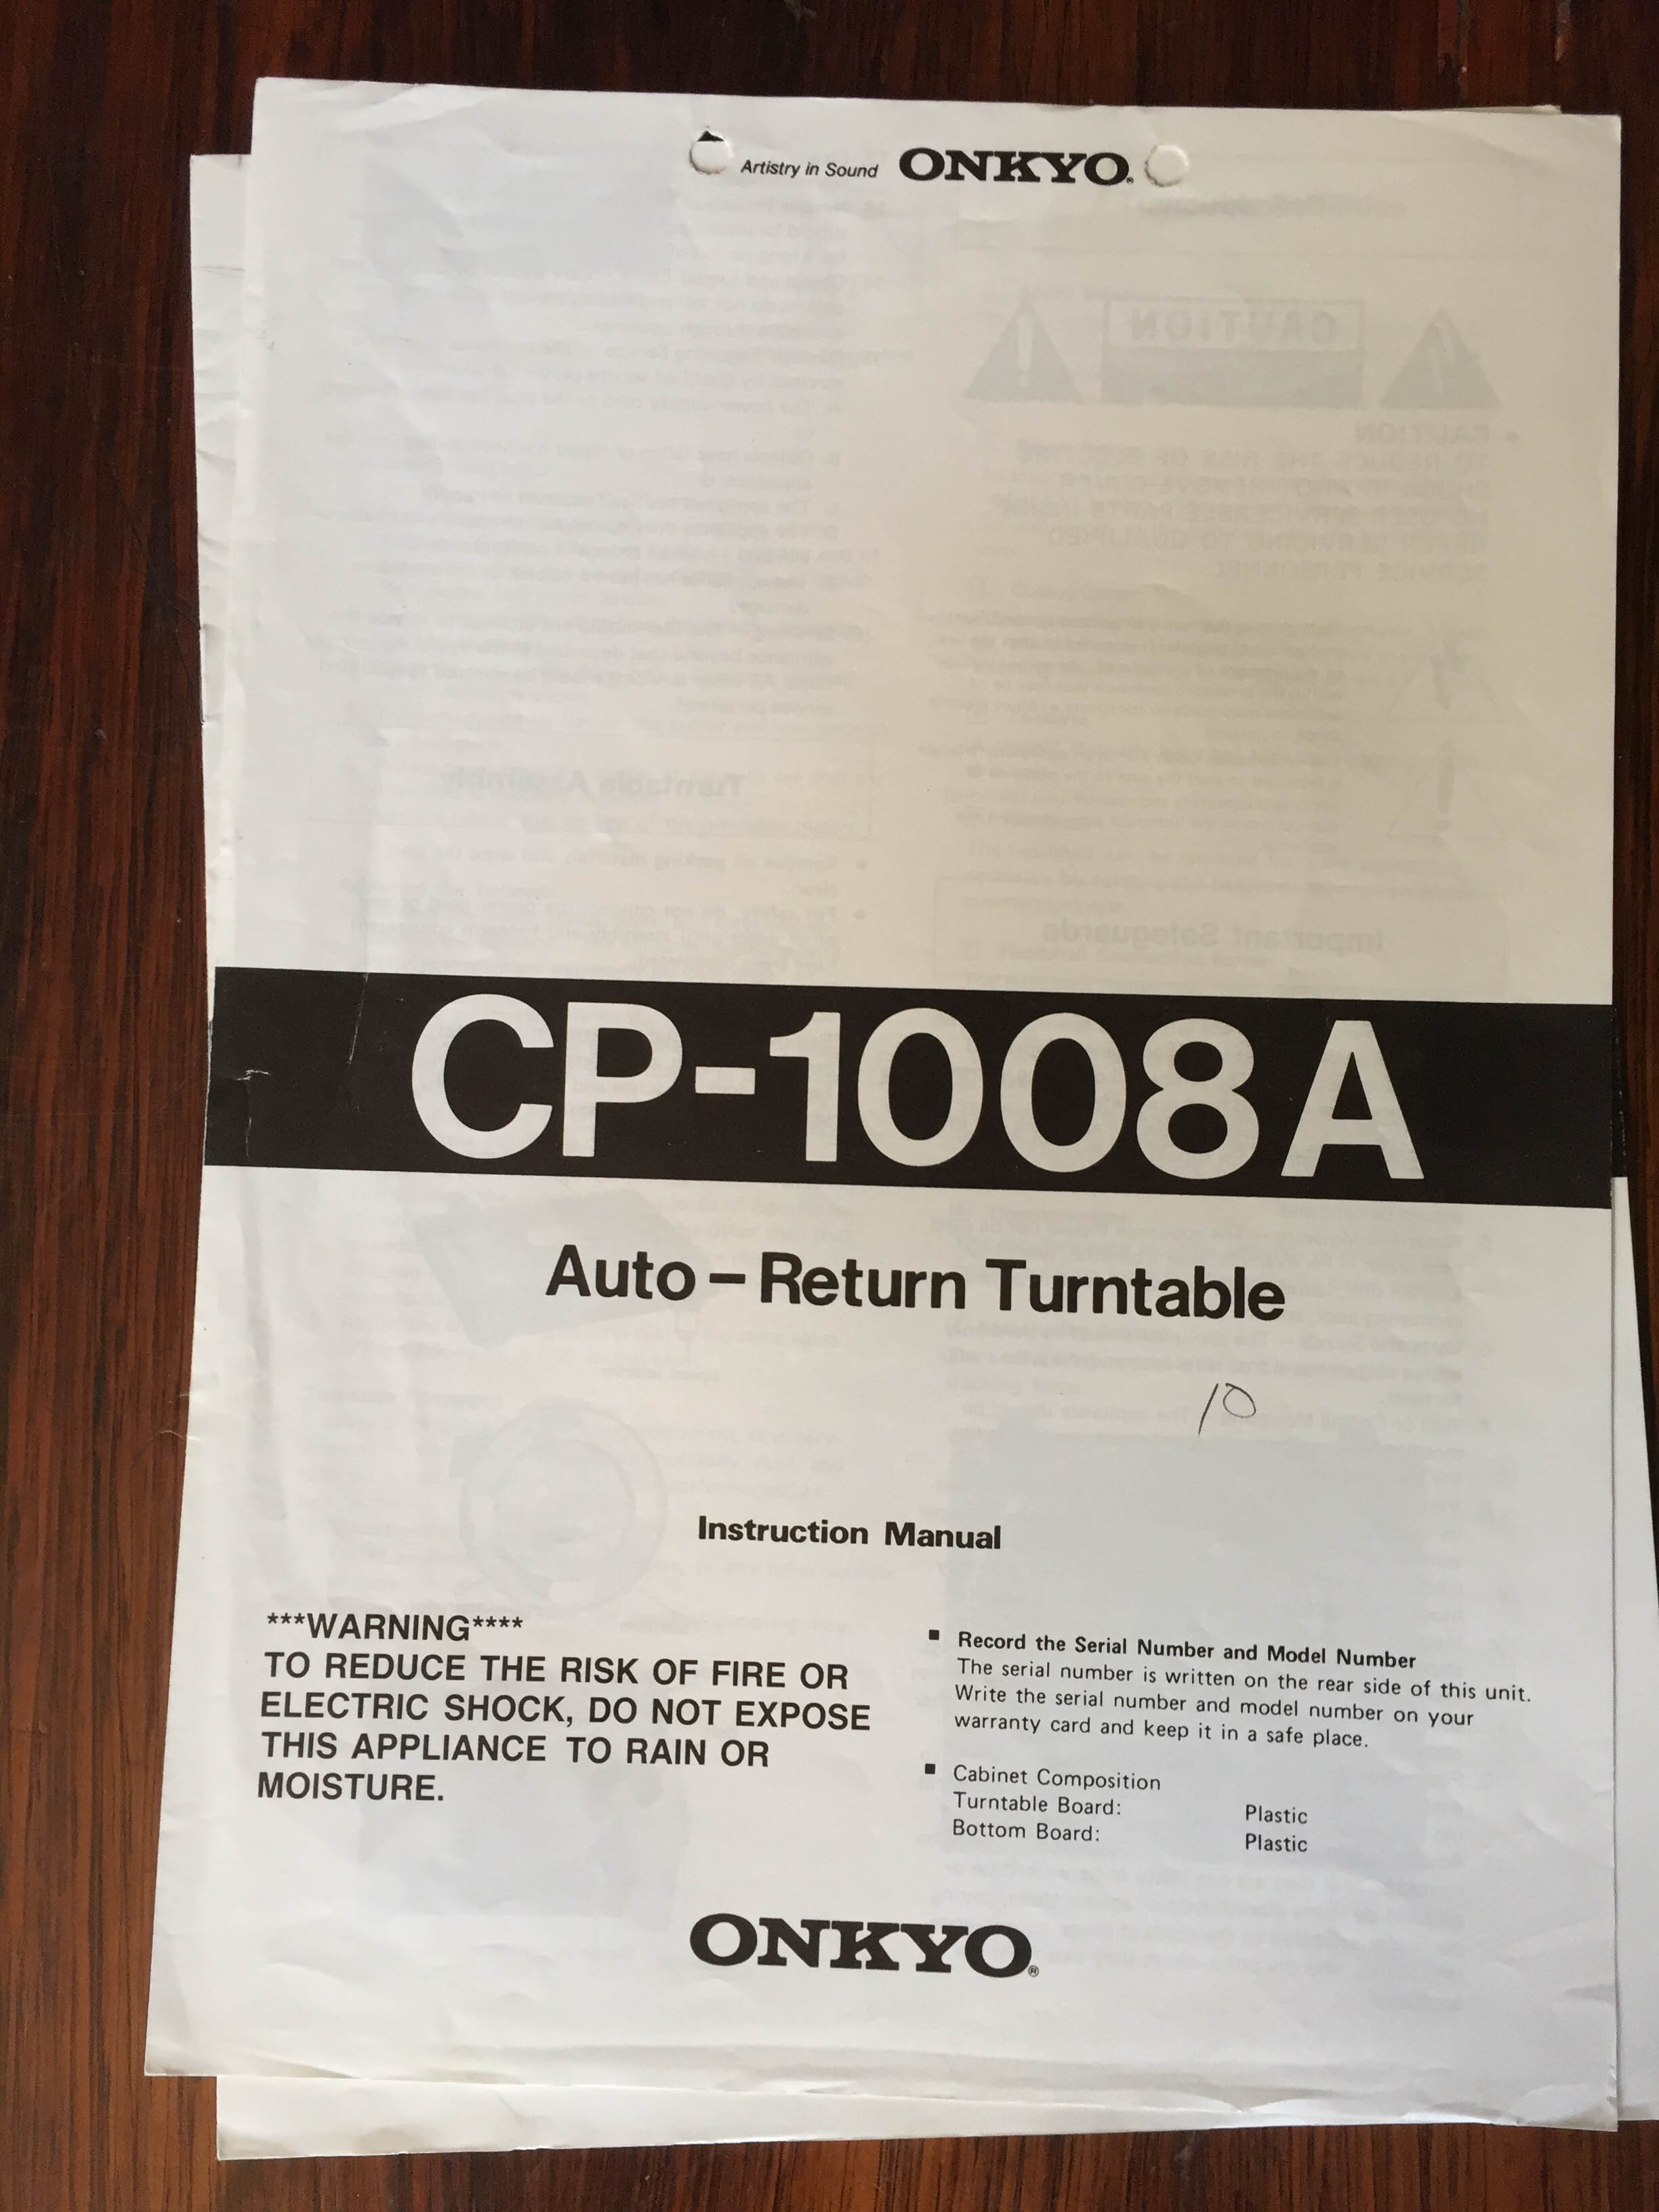 Artistry in Sound ONKYO®
CP-1008A
Auto-Return Turntable
10
Instruction Manual
***WARNING****
TO REDUCE THE RISK OF FIRE OR
ELECTRIC SHOCK, DO NOT EXPOSE
THIS APPLIANCE TO RAIN OR
MOISTURE.
■ Record the Serial Number and Model Number
The serial number is written on the rear side of this unit.
Write the serial number and model number on your
warranty card and keep it in a safe place.
■ Cabinet Composition
Turntable Board: Plastic
Bottom Board: Plastic
ONKYO®